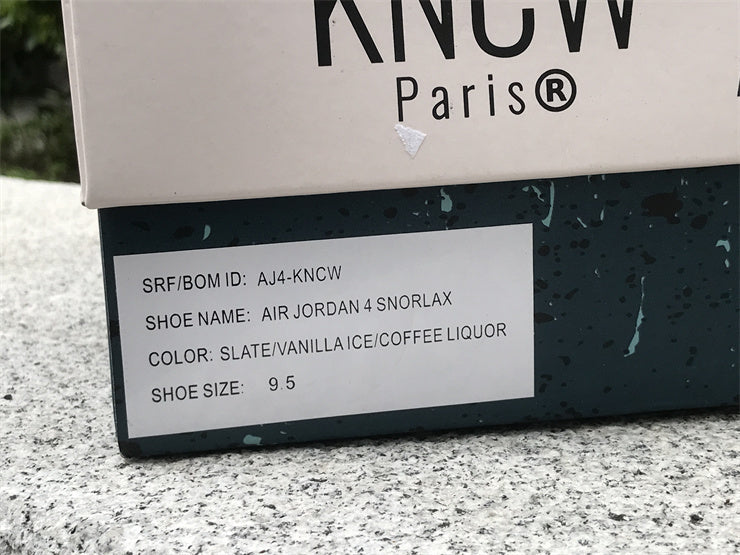 KNCW
Paris®
SRF/BOM ID: AJ4-KNCW
SHOE NAME: AIR JORDAN 4 SNORLAX
COLOR: SLATE/VANILLA ICE/COFFEE LIQUOR
SHOE SIZE: 9.5